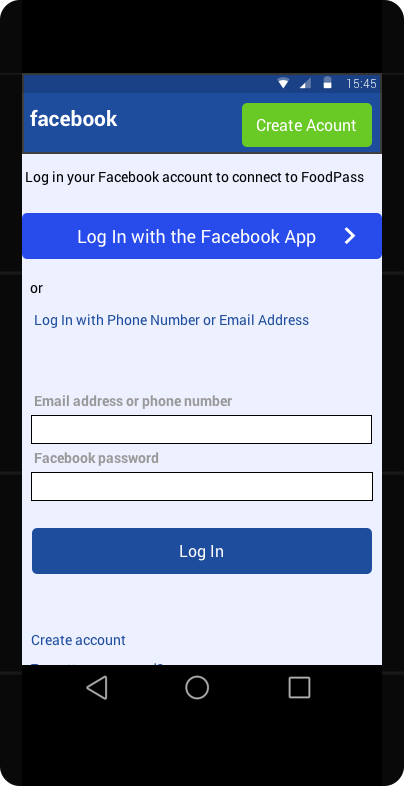 15:45
facebook
Create Acount
Log in your Facebook account to connect to FoodPass
Log In with the Facebook App
or
Log In with Phone Number or Email Address
Email address or phone number
Facebook password
Log In
Create account